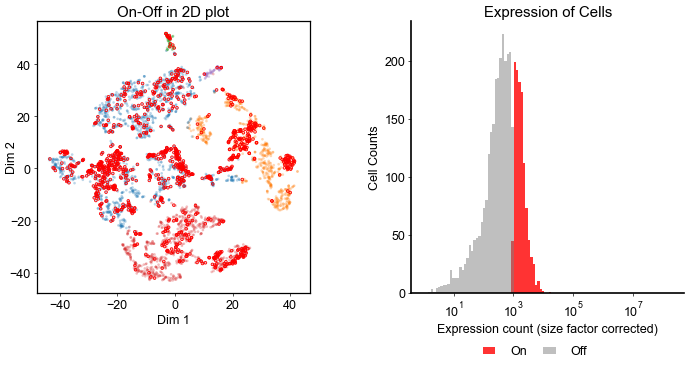 On-Off in 2D plot
Dim 2
40
20
0
−20
−40
−40 −20 0 20 40
Dim 1
Expression of Cells
Cell Counts
200
150
100
50
0
10^1 10^3 10^5 10^7
Expression count (size factor corrected)
On Off